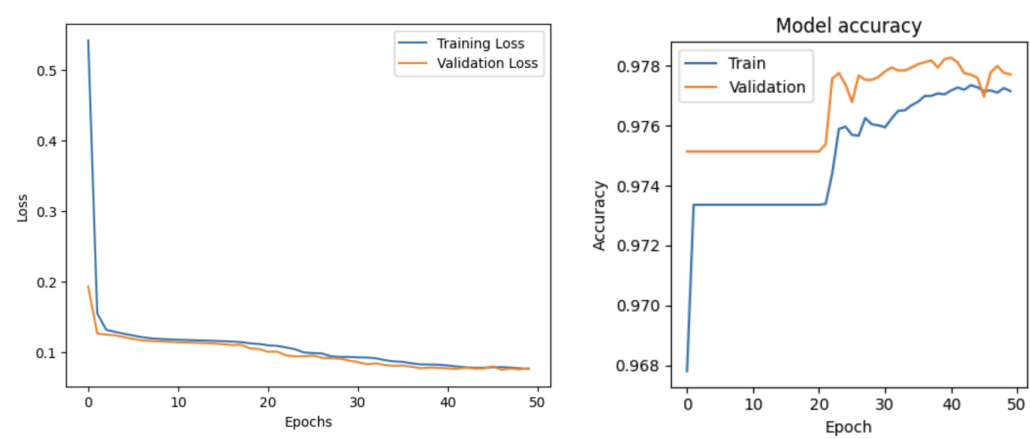 Training Loss
Validation Loss
0.5
0.4
0.3
0.2
0.1
Loss
0 10 20 30 40 50
Epochs
Model accuracy
Train
Validation
0.978
0.976
0.974
0.972
0.970
0.968
Accuracy
0 10 20 30 40 50
Epoch